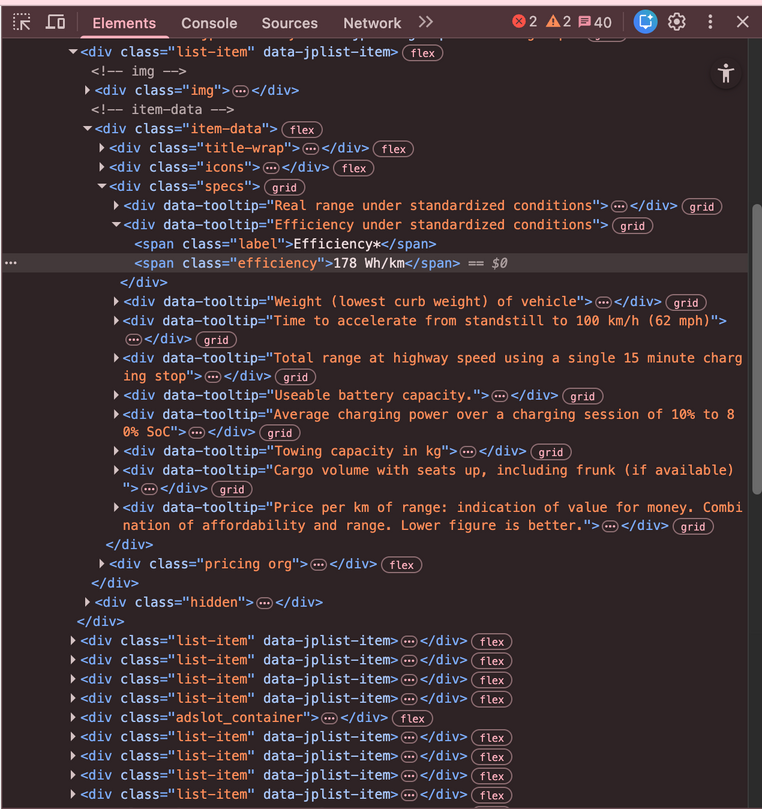 Elements Console Sources Network >> 2 2 40
<div class="list-item" data-jplist-item> flex
<!-- img -->
<div class="img"> ••• </div>
<!-- item-data -->
<div class="item-data"> flex
<div class="title-wrap"> ••• </div> flex
<div class="icons"> ••• </div> flex
<div class="specs"> grid
<div data-tooltip="Real range under standardized conditions"> ••• </div> grid
<div data-tooltip="Efficiency under standardized conditions"> grid
<span class="label">Efficiency*</span>
••• <span class="efficiency">178 Wh/km</span> == $0
</div>
<div data-tooltip="Weight (lowest curb weight) of vehicle"> ••• </div> grid
<div data-tooltip="Time to accelerate from standstill to 100 km/h (62 mph)">
••• </div> grid
<div data-tooltip="Total range at highway speed using a single 15 minute charg
ing stop"> ••• </div> grid
<div data-tooltip="Useable battery capacity."> ••• </div> grid
<div data-tooltip="Average charging power over a charging session of 10% to 8
0% SoC"> ••• </div> grid
<div data-tooltip="Towing capacity in kg"> ••• </div> grid
<div data-tooltip="Cargo volume with seats up, including frunk (if available)
"> ••• </div> grid
<div data-tooltip="Price per km of range: indication of value for money. Combi
nation of affordability and range. Lower figure is better."> ••• </div> grid
</div>
<div class="pricing org"> ••• </div> flex
</div>
<div class="hidden"> ••• </div>
</div>
<div class="list-item" data-jplist-item> ••• </div> flex
<div class="list-item" data-jplist-item> ••• </div> flex
<div class="list-item" data-jplist-item> ••• </div> flex
<div class="list-item" data-jplist-item> ••• </div> flex
<div class="adslot_container"> ••• </div> flex
<div class="list-item" data-jplist-item> ••• </div> flex
<div class="list-item" data-jplist-item> ••• </div> flex
<div class="list-item" data-jplist-item> ••• </div> flex
<div class="list-item" data-jplist-item> ••• </div> flex